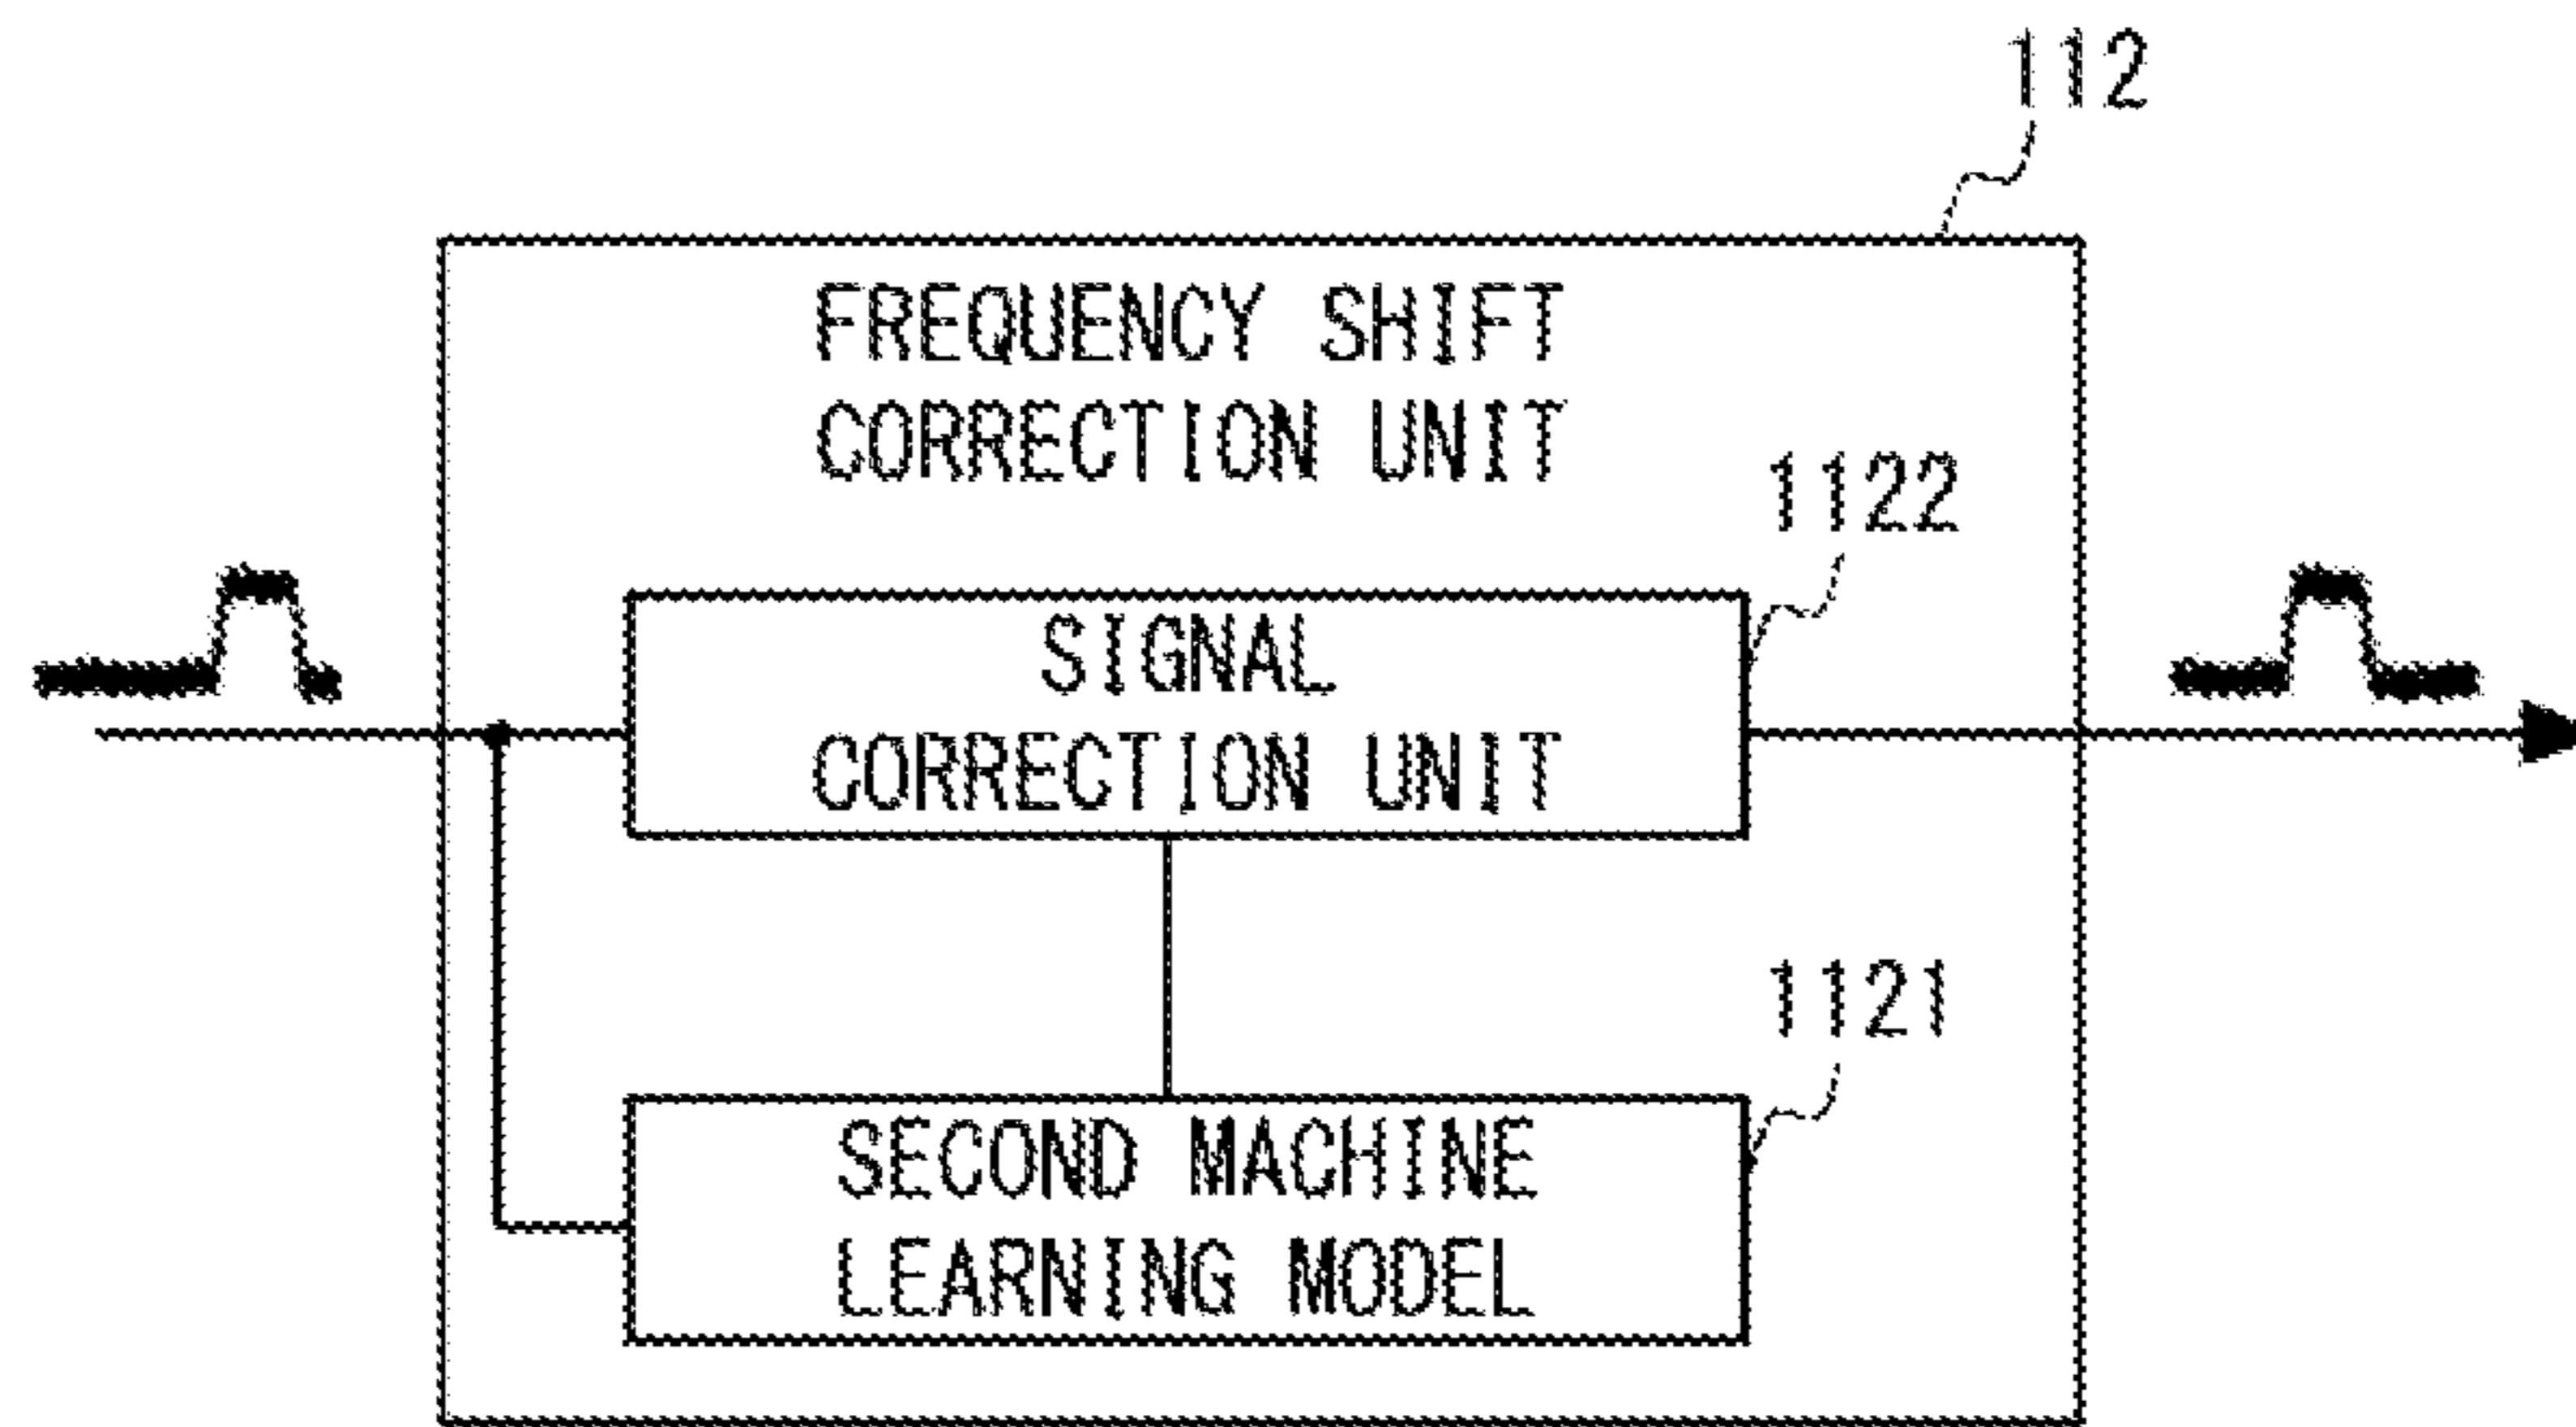 112
FREQUENCY SHIFT
CORRECTION UNIT
1122
SIGNAL
CORRECTION UNIT
1121
SECOND MACHINE
LEARNING MODEL